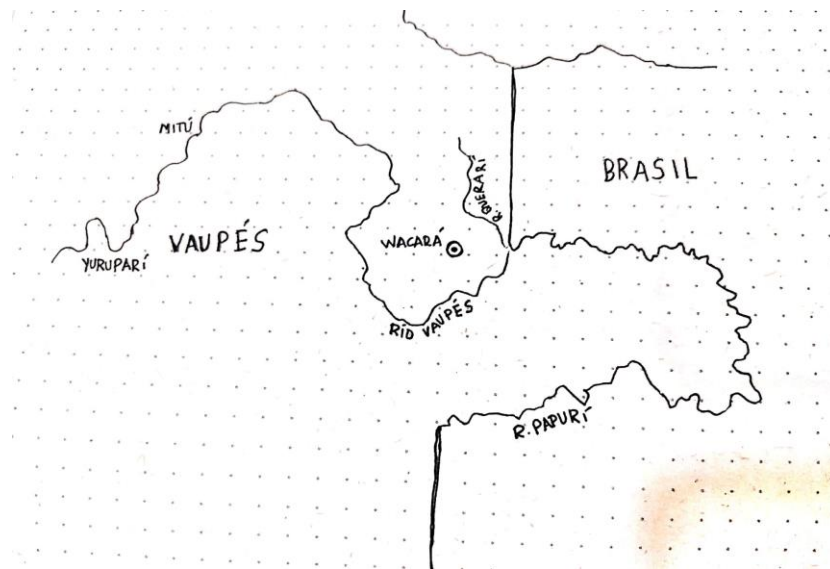 MITÚ
BRASIL
R. QUERARÍ
VAUPÉS
WACARÁ
YURUPARÍ
RÍO VAUPÉS
R. PAPURÍ